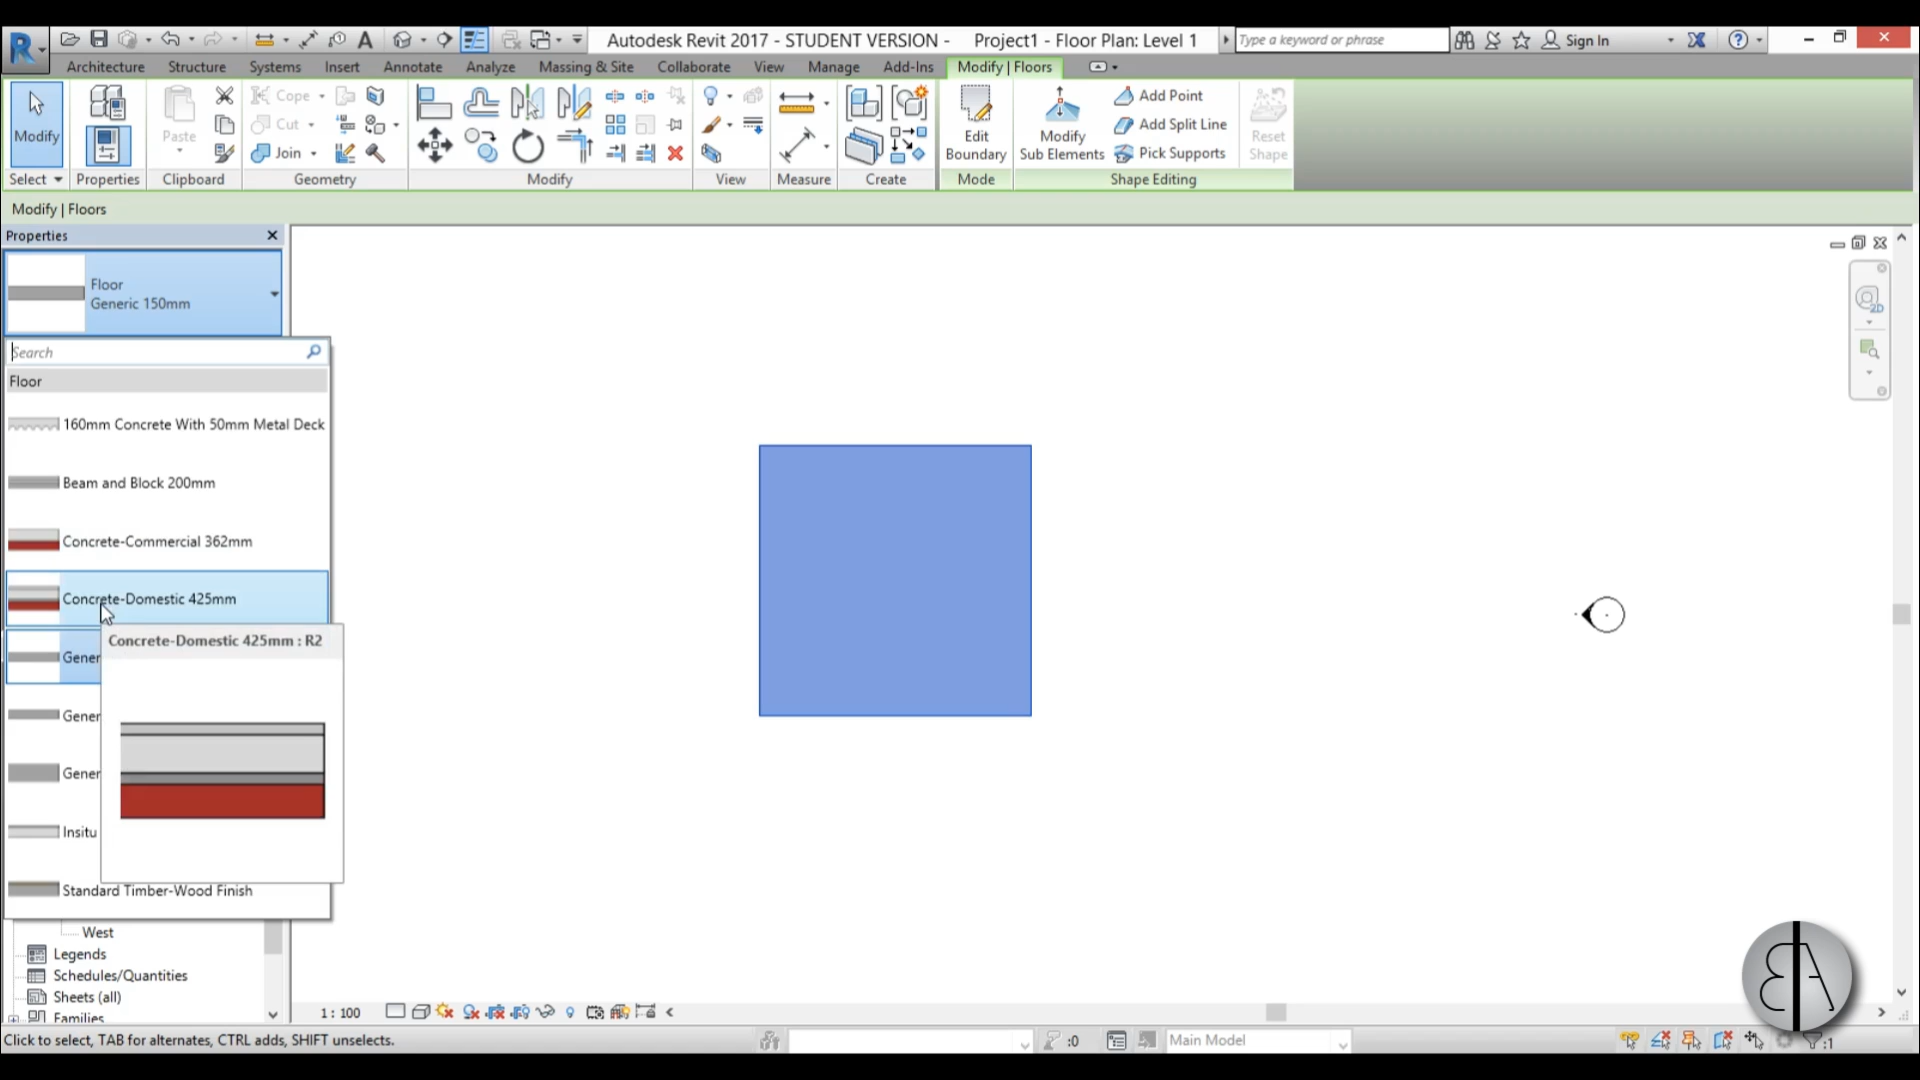 Autodesk Revit 2017 - STUDENT VERSION - Project1 - Floor Plan: Level 1
Type a keyword or phrase
Sign In
Architecture Structure Systems Insert Annotate Analyze Massing & Site Collaborate View Manage Add-Ins Modify | Floors
Modify
Paste
Cope
Cut
Join
Edit Boundary
Modify Sub Elements
Add Point
Add Split Line
Pick Supports
Reset Shape
Select Properties Clipboard Geometry Modify View Measure Create Mode Shape Editing
Modify | Floors
Properties
Floor
Generic 150mm
Search
Floor
160mm Concrete With 50mm Metal Deck
Beam and Block 200mm
Concrete-Commercial 362mm
Concrete-Domestic 425mm
Concrete-Domestic 425mm : R2
Gener
Gener
Gener
Insitu
Standard Timber-Wood Finish
West
Legends
Schedules/Quantities
Sheets (all)
Families
2D
1 : 100
Click to select, TAB for alternates, CTRL adds, SHIFT unselects.
:0
Main Model
:1